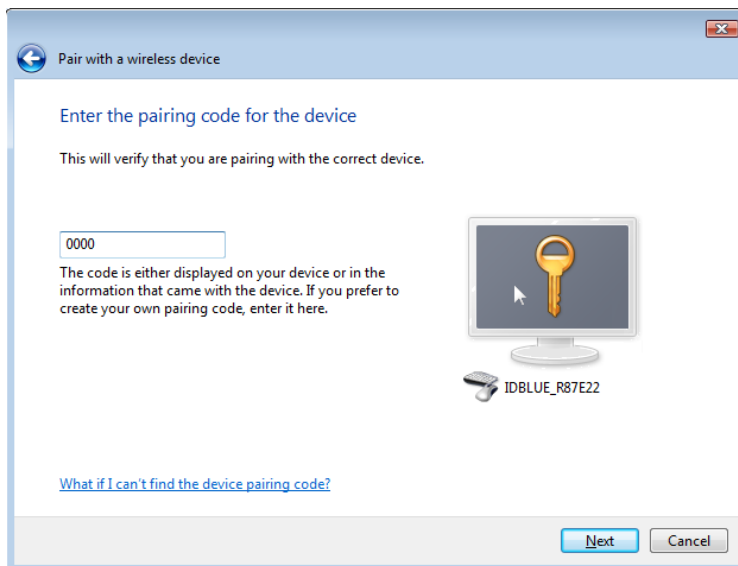 Pair with a wireless device
Enter the pairing code for the device
This will verify that you are pairing with the correct device.
0000
The code is either displayed on your device or in the
information that came with the device. If you prefer to
create your own pairing code, enter it here.
IDBLUE_R87E22
What if I can't find the device pairing code?
Next
Cancel